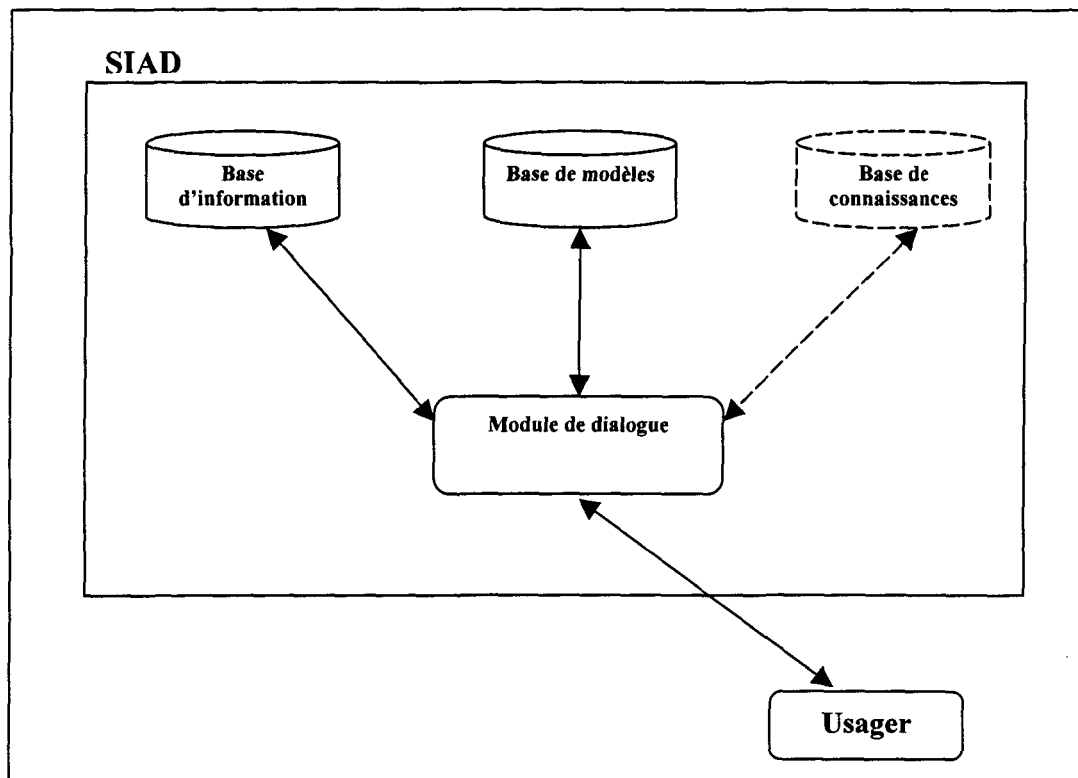 SIAD
Base
d'information
Base de modèles
Base de
connaissances
Module de dialogue
Usager